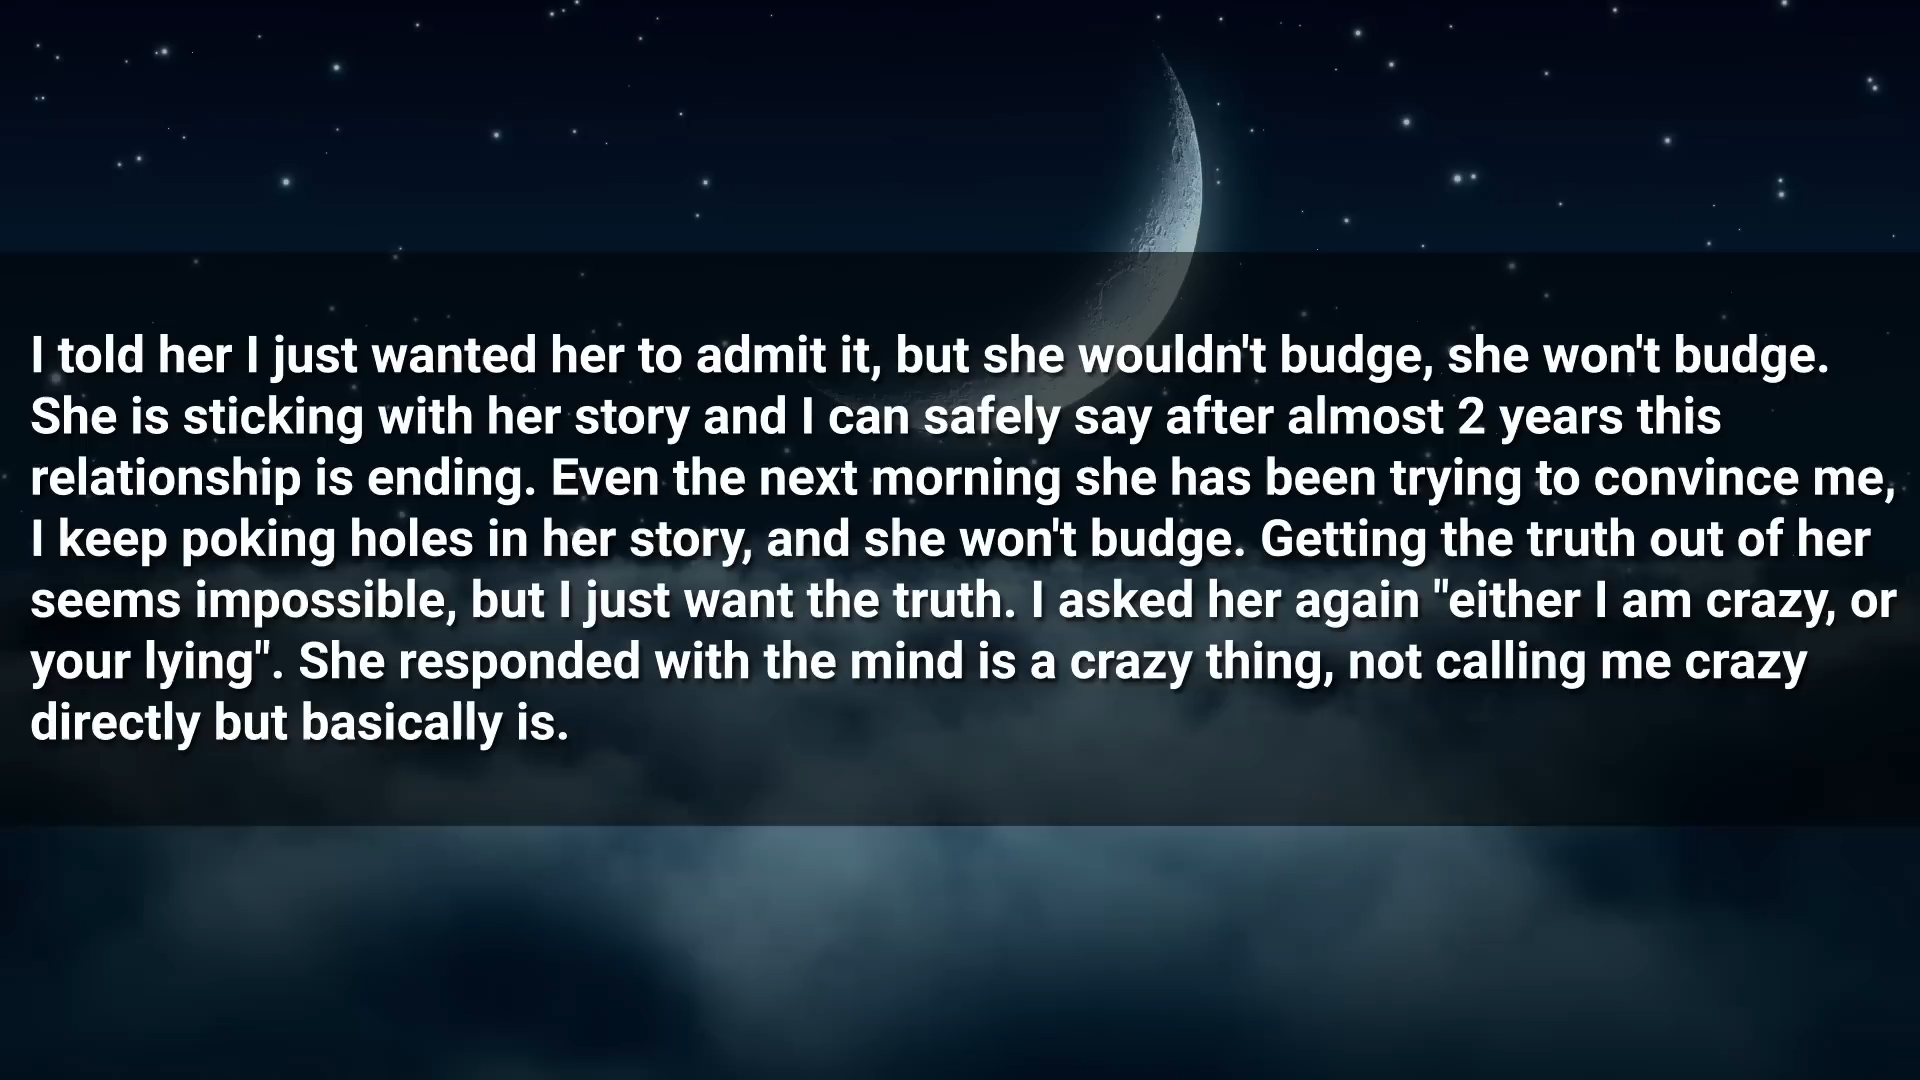 I told her I just wanted her to admit it, but she wouldn't budge, she won't budge.
She is sticking with her story and I can safely say after almost 2 years this
relationship is ending. Even the next morning she has been trying to convince me,
I keep poking holes in her story, and she won't budge. Getting the truth out of her
seems impossible, but I just want the truth. I asked her again "either I am crazy, or
your lying". She responded with the mind is a crazy thing, not calling me crazy
directly but basically is.